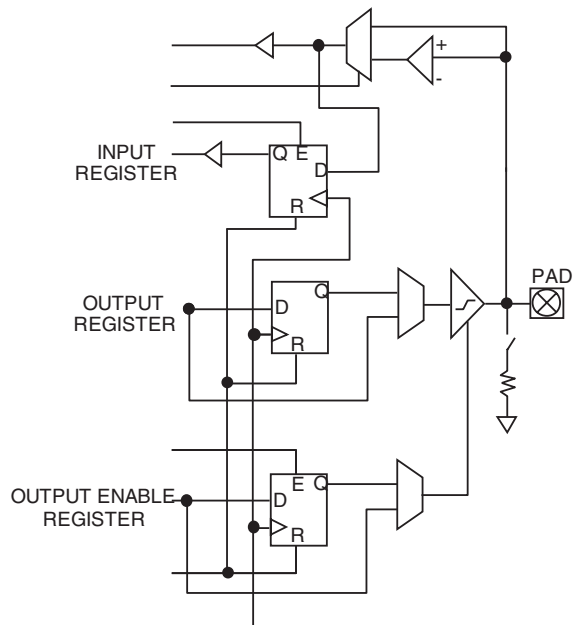 +
-
INPUT
REGISTER
Q E
D
R
PAD
OUTPUT
REGISTER
Q
D
R
OUTPUT ENABLE
REGISTER
E Q
D
R